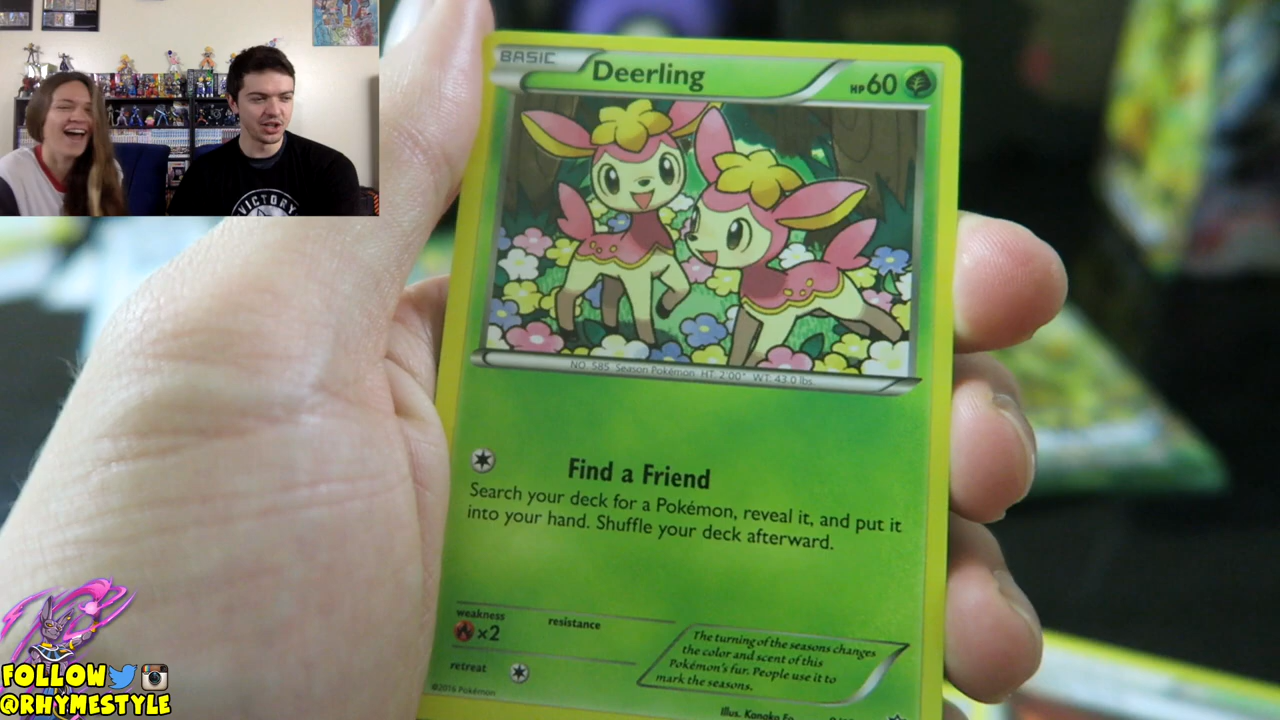 BASIC
Deerling
HP60
NO. 585 Season Pokémon HT: 2'00" WT: 43.0 lbs.
Find a Friend
Search your deck for a Pokémon, reveal it, and put it
into your hand. Shuffle your deck afterward.
weakness
×2
resistance
retreat
The turning of the seasons changes
the color and scent of this
Pokémon's fur. People use it to
mark the seasons.
©2016 Pokémon
Illus. Kanako Eo
VICTORY
FOLLOW
@RHYMESTYLE